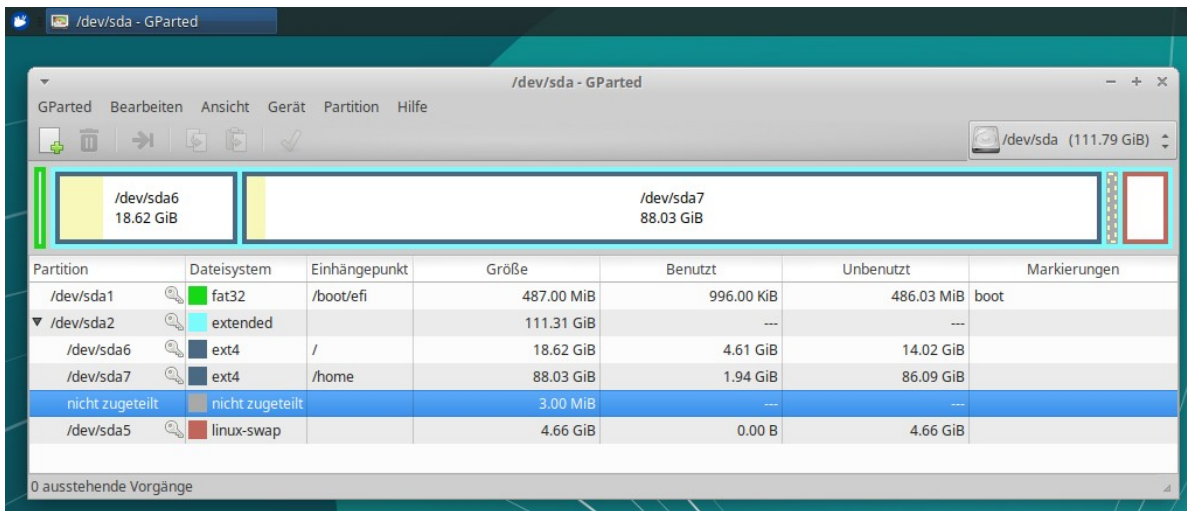 /dev/sda - GParted
/dev/sda - GParted
GParted Bearbeiten Ansicht Gerät Partition Hilfe
/dev/sda (111.79 GiB)
/dev/sda6
18.62 GiB
/dev/sda7
88.03 GiB
Partition Dateisystem Einhängepunkt Größe Benutzt Unbenutzt Markierungen
/dev/sda1 fat32 /boot/efi 487.00 MiB 996.00 KiB 486.03 MiB boot
/dev/sda2 extended 111.31 GiB --- ---
/dev/sda6 ext4 / 18.62 GiB 4.61 GiB 14.02 GiB
/dev/sda7 ext4 /home 88.03 GiB 1.94 GiB 86.09 GiB
nicht zugeteilt nicht zugeteilt 3.00 MiB --- ---
/dev/sda5 linux-swap 4.66 GiB 0.00 B 4.66 GiB
0 ausstehende Vorgänge